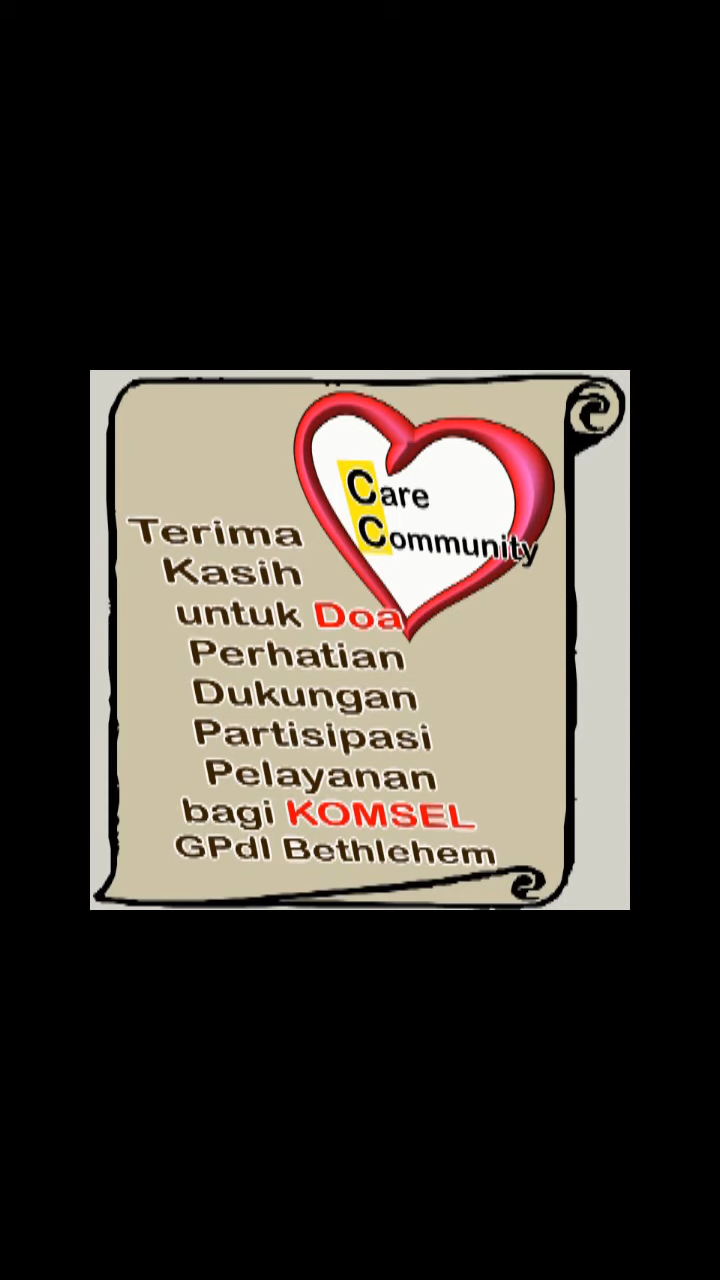 Care
Community
Terima
Kasih
untuk Doa
Perhatian
Dukungan
Partisipasi
Pelayanan
bagi KOMSEL
GPdI Bethlehem